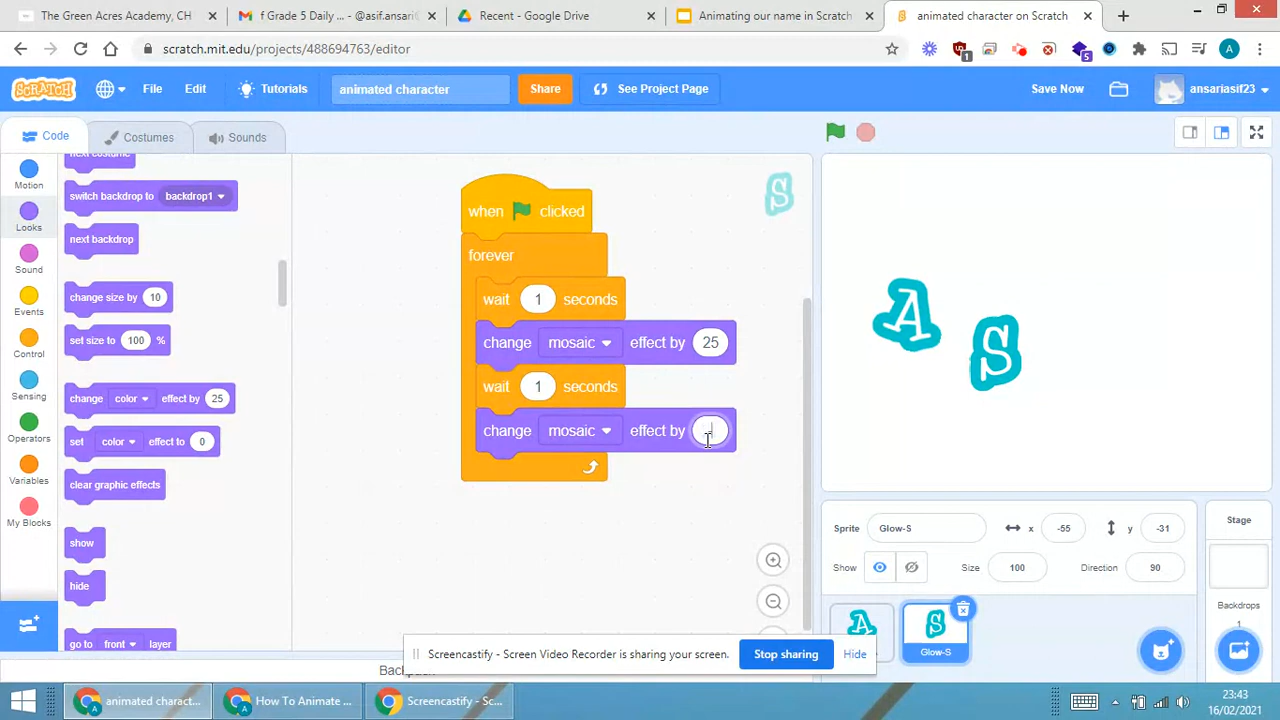 The Green Acres Academy, CH
f Grade 5 Daily ... - @asif.ansari
Recent - Google Drive
Animating our name in Scratch
animated character on Scratch
scratch.mit.edu/projects/488694763/editor
1
5
A
SCRATCH
File
Edit
Tutorials
animated character
Share
See Project Page
Save Now
ansariasif23
Code
Costumes
Sounds
Motion
Looks
Sound
Events
Control
Sensing
Operators
Variables
My Blocks
next costume
switch backdrop to backdrop1
next backdrop
change size by 10
set size to 100 %
change color effect by 25
set color effect to 0
clear graphic effects
show
hide
go to front layer
when clicked
forever
wait 1 seconds
change mosaic effect by 25
wait 1 seconds
change mosaic effect by
S
A
S
Sprite Glow-S x -55 y -31
Show Size 100 Direction 90
A
S
Glow-S
Stage
Backdrops
1
Screencastify - Screen Video Recorder is sharing your screen.
Stop sharing
Hide
animated charact...
How To Animate ...
Screencastify - Sc...
23:43
16/02/2021